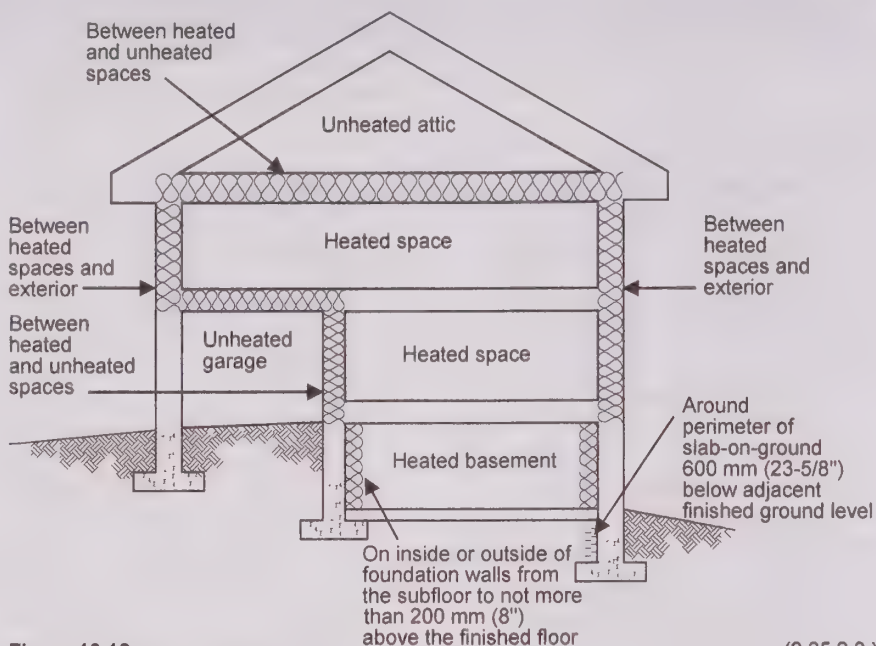 Between heated
and unheated
spaces
Unheated attic
Between
heated
spaces and
exterior
Heated space
Between
heated
spaces and
exterior
Between
heated
and unheated
spaces
Unheated
garage
Heated space
Around
perimeter of
slab-on-ground
600 mm (23-5/8")
below adjacent
finished ground level
Heated basement
On inside or outside of
foundation walls from
the subfloor to not more
than 200 mm (8")
above the finished floor
Figure